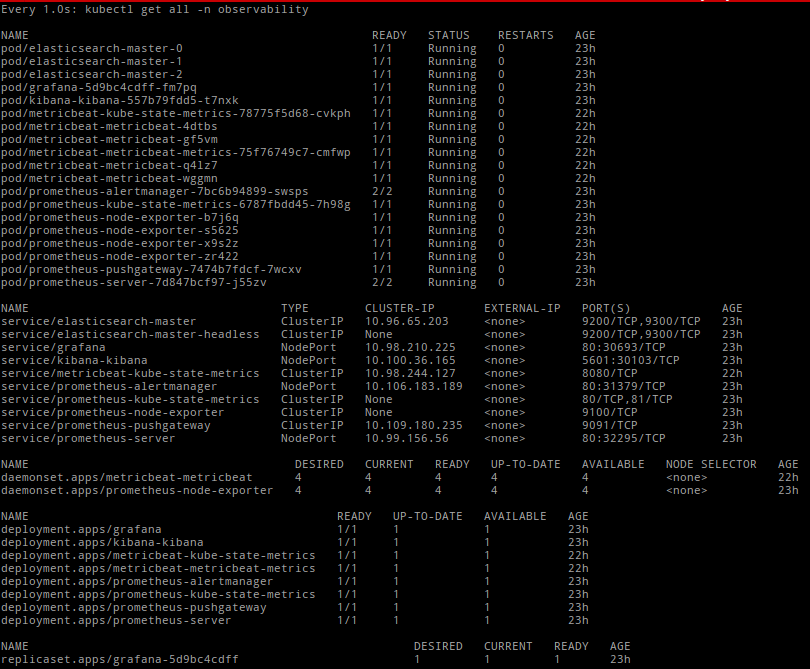 Every 1.0s: kubectl get all -n observability
NAME READY STATUS RESTARTS AGE
pod/elasticsearch-master-0 1/1 Running 0 23h
pod/elasticsearch-master-1 1/1 Running 0 23h
pod/elasticsearch-master-2 1/1 Running 0 23h
pod/grafana-5d9bc4cdff-fm7pq 1/1 Running 0 23h
pod/kibana-kibana-557b79fdd5-t7nxk 1/1 Running 0 23h
pod/metricbeat-kube-state-metrics-78775f5d68-cvkph 1/1 Running 0 22h
pod/metricbeat-metricbeat-4dtbs 1/1 Running 0 22h
pod/metricbeat-metricbeat-gf5vm 1/1 Running 0 22h
pod/metricbeat-metricbeat-metrics-75f76749c7-cmfwp 1/1 Running 0 22h
pod/metricbeat-metricbeat-q4lz7 1/1 Running 0 22h
pod/metricbeat-metricbeat-wggmn 1/1 Running 0 22h
pod/prometheus-alertmanager-7bc6b94899-swsps 2/2 Running 0 23h
pod/prometheus-kube-state-metrics-6787fbdd45-7h98g 1/1 Running 0 23h
pod/prometheus-node-exporter-b7j6q 1/1 Running 0 23h
pod/prometheus-node-exporter-s5625 1/1 Running 0 23h
pod/prometheus-node-exporter-x9s2z 1/1 Running 0 23h
pod/prometheus-node-exporter-zr422 1/1 Running 0 23h
pod/prometheus-pushgateway-7474b7fdcf-7wcxv 1/1 Running 0 23h
pod/prometheus-server-7d847bcf97-j55zv 2/2 Running 0 23h
NAME TYPE CLUSTER-IP EXTERNAL-IP PORT(S) AGE
service/elasticsearch-master ClusterIP 10.96.65.203 <none> 9200/TCP,9300/TCP 23h
service/elasticsearch-master-headless ClusterIP None <none> 9200/TCP,9300/TCP 23h
service/grafana NodePort 10.98.210.225 <none> 80:30693/TCP 23h
service/kibana-kibana NodePort 10.100.36.165 <none> 5601:30103/TCP 23h
service/metricbeat-kube-state-metrics ClusterIP 10.98.244.127 <none> 8080/TCP 22h
service/prometheus-alertmanager NodePort 10.106.183.189 <none> 80:31379/TCP 23h
service/prometheus-kube-state-metrics ClusterIP None <none> 80/TCP,81/TCP 23h
service/prometheus-node-exporter ClusterIP None <none> 9100/TCP 23h
service/prometheus-pushgateway ClusterIP 10.109.180.235 <none> 9091/TCP 23h
service/prometheus-server NodePort 10.99.156.56 <none> 80:32295/TCP 23h
NAME DESIRED CURRENT READY UP-TO-DATE AVAILABLE NODE SELECTOR AGE
daemonset.apps/metricbeat-metricbeat 4 4 4 4 4 <none> 22h
daemonset.apps/prometheus-node-exporter 4 4 4 4 4 <none> 23h
NAME READY UP-TO-DATE AVAILABLE AGE
deployment.apps/grafana 1/1 1 1 23h
deployment.apps/kibana-kibana 1/1 1 1 23h
deployment.apps/metricbeat-kube-state-metrics 1/1 1 1 22h
deployment.apps/metricbeat-metricbeat-metrics 1/1 1 1 22h
deployment.apps/prometheus-alertmanager 1/1 1 1 23h
deployment.apps/prometheus-kube-state-metrics 1/1 1 1 23h
deployment.apps/prometheus-pushgateway 1/1 1 1 23h
deployment.apps/prometheus-server 1/1 1 1 23h
NAME DESIRED CURRENT READY AGE
replicaset.apps/grafana-5d9bc4cdff 1 1 1 23h